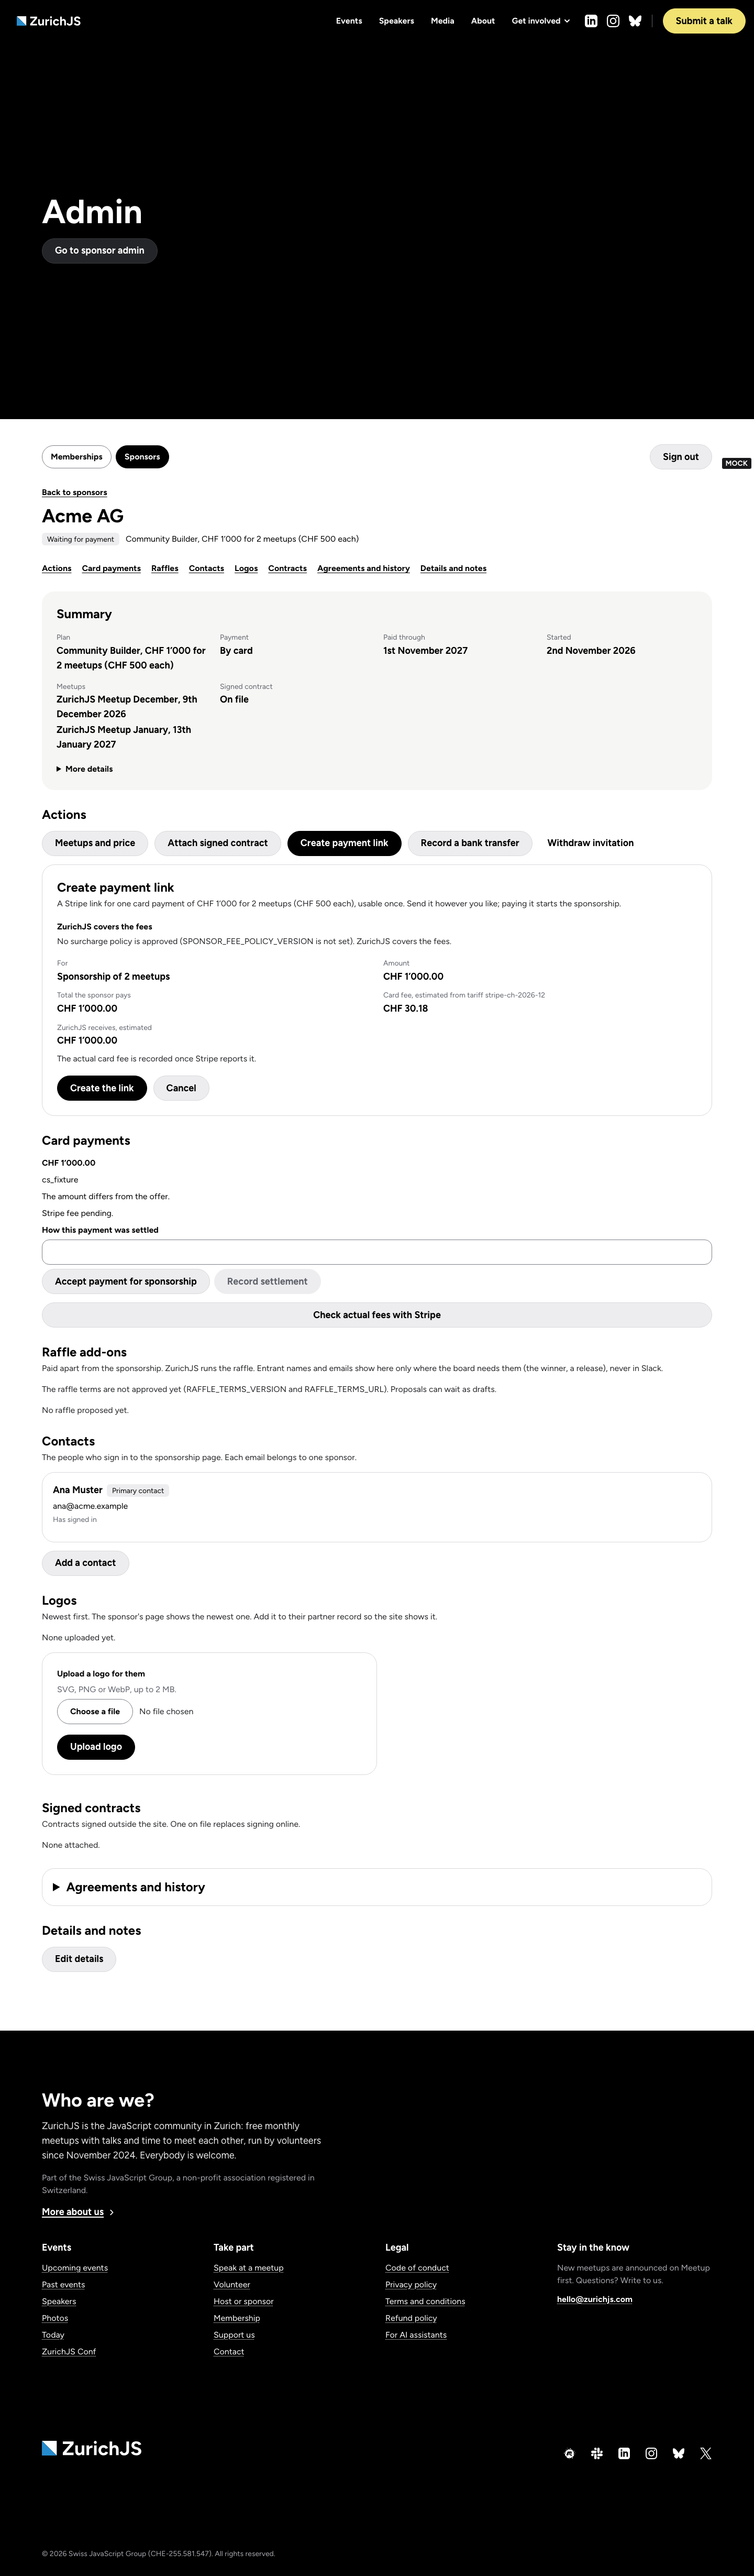 ZurichJS
Events
Speakers
Media
About
Get involved
Submit a talk
Admin
Go to sponsor admin
Memberships
Sponsors
Sign out
MOCK
Back to sponsors
Acme AG
Waiting for payment
Community Builder, CHF 1'000 for 2 meetups (CHF 500 each)
Actions
Card payments
Raffles
Contacts
Logos
Contracts
Agreements and history
Details and notes
Summary
Plan
Community Builder, CHF 1'000 for
2 meetups (CHF 500 each)
Payment
By card
Paid through
1st November 2027
Started
2nd November 2026
Meetups
ZurichJS Meetup December, 9th
December 2026
ZurichJS Meetup January, 13th
January 2027
Signed contract
On file
More details
Actions
Meetups and price
Attach signed contract
Create payment link
Record a bank transfer
Withdraw invitation
Create payment link
A Stripe link for one card payment of CHF 1'000 for 2 meetups (CHF 500 each), usable once. Send it however you like; paying it starts the sponsorship.
ZurichJS covers the fees
No surcharge policy is approved (SPONSOR_FEE_POLICY_VERSION is not set). ZurichJS covers the fees.
For
Sponsorship of 2 meetups
Amount
CHF 1'000.00
Total the sponsor pays
CHF 1'000.00
Card fee, estimated from tariff stripe-ch-2026-12
CHF 30.18
ZurichJS receives, estimated
CHF 1'000.00
The actual card fee is recorded once Stripe reports it.
Create the link
Cancel
Card payments
CHF 1'000.00
cs_fixture
The amount differs from the offer.
Stripe fee pending.
How this payment was settled
Accept payment for sponsorship
Record settlement
Check actual fees with Stripe
Raffle add-ons
Paid apart from the sponsorship. ZurichJS runs the raffle. Entrant names and emails show here only where the board needs them (the winner, a release), never in Slack.
The raffle terms are not approved yet (RAFFLE_TERMS_VERSION and RAFFLE_TERMS_URL). Proposals can wait as drafts.
No raffle proposed yet.
Contacts
The people who sign in to the sponsorship page. Each email belongs to one sponsor.
Ana Muster
Primary contact
ana@acme.example
Has signed in
Add a contact
Logos
Newest first. The sponsor's page shows the newest one. Add it to their partner record so the site shows it.
None uploaded yet.
Upload a logo for them
SVG, PNG or WebP, up to 2 MB.
Choose a file
No file chosen
Upload logo
Signed contracts
Contracts signed outside the site. One on file replaces signing online.
None attached.
Agreements and history
Details and notes
Edit details
Who are we?
ZurichJS is the JavaScript community in Zurich: free monthly
meetups with talks and time to meet each other, run by volunteers
since November 2024. Everybody is welcome.
Part of the Swiss JavaScript Group, a non-profit association registered in
Switzerland.
More about us
Events
Upcoming events
Past events
Speakers
Photos
Today
ZurichJS Conf
Take part
Speak at a meetup
Volunteer
Host or sponsor
Membership
Support us
Contact
Legal
Code of conduct
Privacy policy
Terms and conditions
Refund policy
For AI assistants
Stay in the know
New meetups are announced on Meetup
first. Questions? Write to us.
hello@zurichjs.com
ZurichJS
© 2026 Swiss JavaScript Group (CHE-255.581.547). All rights reserved.